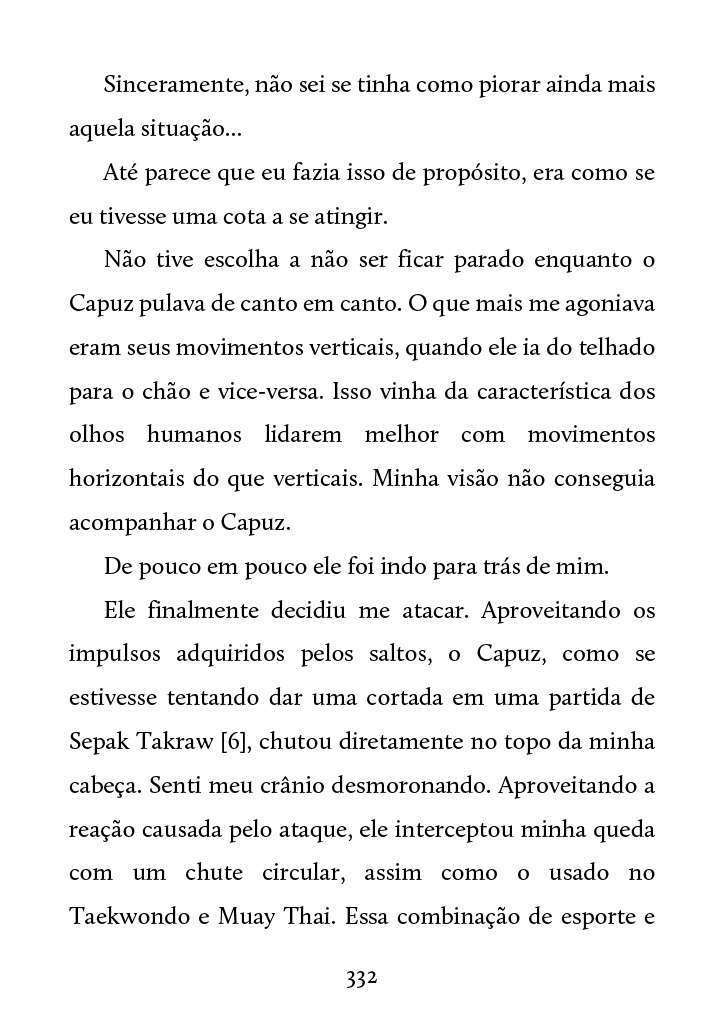 Sinceramente, não sei se tinha como piorar ainda mais
aquela situação...
Até parece que eu fazia isso de propósito, era como se
eu tivesse uma cota a se atingir.
Não tive escolha a não ser ficar parado enquanto o
Capuz pulava de canto em canto. O que mais me agoniava
eram seus movimentos verticais, quando ele ia do telhado
para o chão e vice-versa. Isso vinha da característica dos
olhos humanos lidarem melhor com movimentos
horizontais do que verticais. Minha visão não conseguia
acompanhar o Capuz.
De pouco em pouco ele foi indo para trás de mim.
Ele finalmente decidiu me atacar. Aproveitando os
impulsos adquiridos pelos saltos, o Capuz, como se
estivesse tentando dar uma cortada em uma partida de
Sepak Takraw [6], chutou diretamente no topo da minha
cabeça. Senti meu crânio desmoronando. Aproveitando a
reação causada pelo ataque, ele interceptou minha queda
com um chute circular, assim como o usado no
Taekwondo e Muay Thai. Essa combinação de esporte e
332